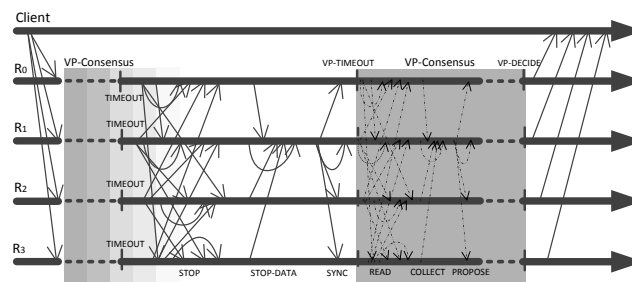 Client
R0 VP-Consensus VP-TIMEOUT VP-Consensus VP-DECIDE
TIMEOUT
R1 TIMEOUT
R2
TIMEOUT
R3 TIMEOUT
STOP STOP-DATA SYNC READ COLLECT PROPOSE